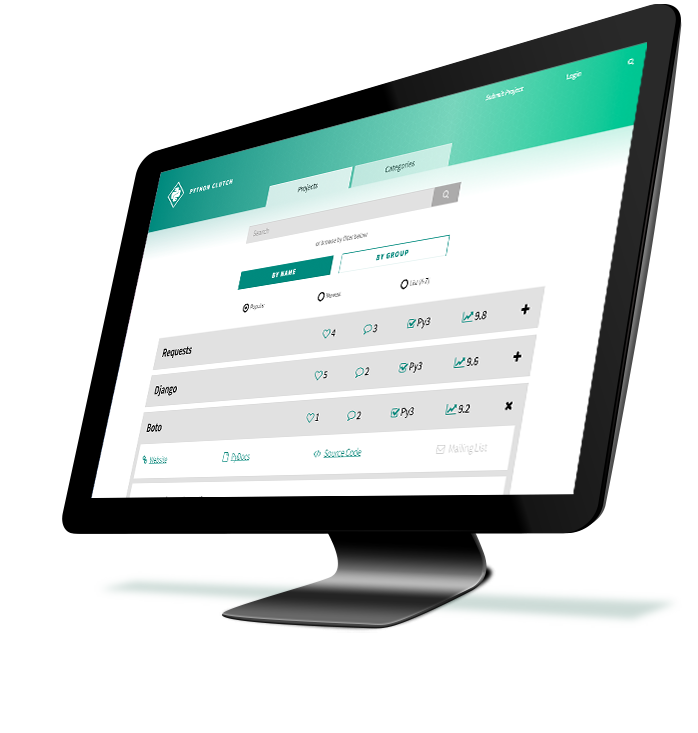 Submit Project Login
PYTHON CLUTCH
Projects Categories
Search
or browse by filter below
BY NAME BY GROUP
Popular Newest List (A-Z)
Requests 4 3 Py3 9.8
Django 5 2 Py3 9.6
Boto 1 2 Py3 9.2
Website PyDocs Source Code Mailing List